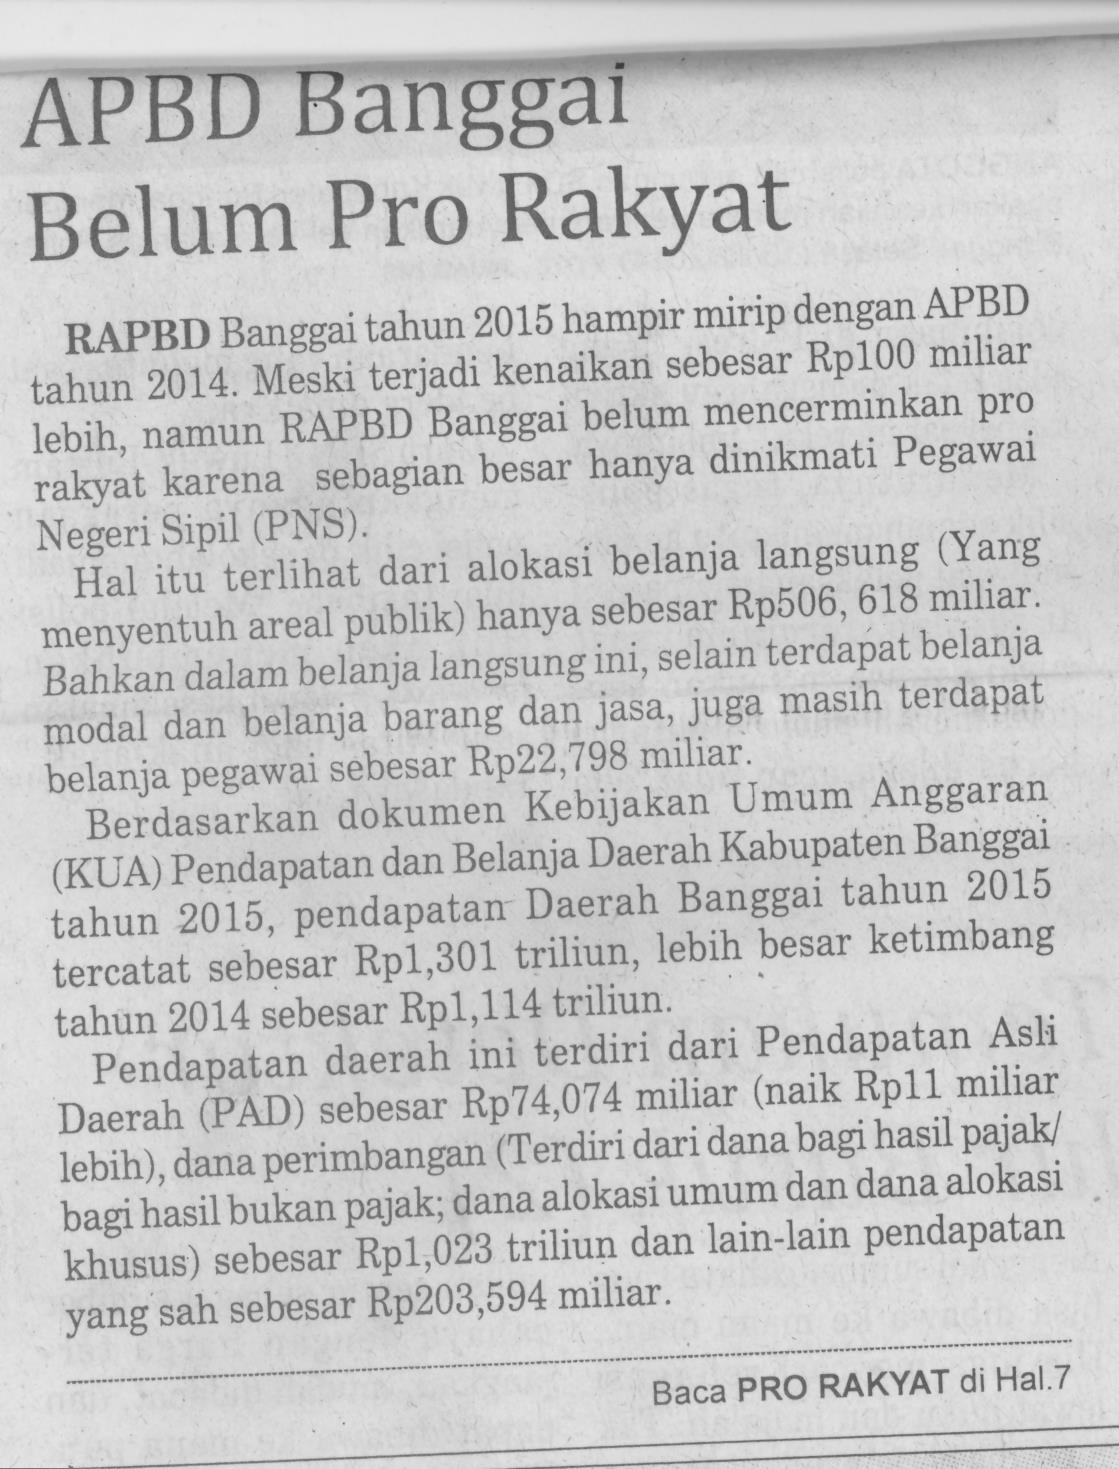 APBD Banggai
Belum Pro Rakyat
RAPBD Banggai tahun 2015 hampir mirip dengan APBD
tahun 2014. Meski terjadi kenaikan sebesar Rp100 miliar
lebih, namun RAPBD Banggai belum mencerminkan pro
rakyat karena sebagian besar hanya dinikmati Pegawai
Negeri Sipil (PNS).
Hal itu terlihat dari alokasi belanja langsung (Yang
menyentuh areal publik) hanya sebesar Rp506, 618 miliar.
Bahkan dalam belanja langsung ini, selain terdapat belanja
modal dan belanja barang dan jasa, juga masih terdapat
belanja pegawai sebesar Rp22,798 miliar.
Berdasarkan dokumen Kebijakan Umum Anggaran
(KUA) Pendapatan dan Belanja Daerah Kabupaten Banggai
tahun 2015, pendapatan Daerah Banggai tahun 2015
tercatat sebesar Rp1,301 triliun, lebih besar ketimbang
tahun 2014 sebesar Rp1,114 triliun.
Pendapatan daerah ini terdiri dari Pendapatan Asli
Daerah (PAD) sebesar Rp74,074 miliar (naik Rp11 miliar
lebih), dana perimbangan (Terdiri dari dana bagi hasil pajak/
bagi hasil bukan pajak; dana alokasi umum dan dana alokasi
khusus) sebesar Rp1,023 triliun dan lain-lain pendapatan
yang sah sebesar Rp203,594 miliar.
Baca PRO RAKYAT di Hal.7